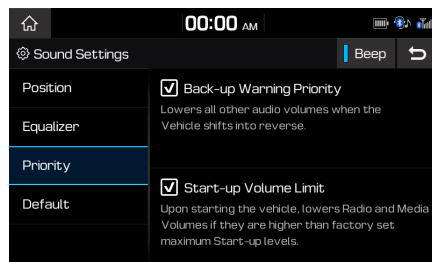 00:00 AM
Sound Settings
Beep
Position
Equalizer
Priority
Default
Back-up Warning Priority
Lowers all other audio volumes when the
Vehicle shifts into reverse.
Start-up Volume Limit
Upon starting the vehicle, lowers Radio and Media
Volumes if they are higher than factory set
maximum Start-up levels.